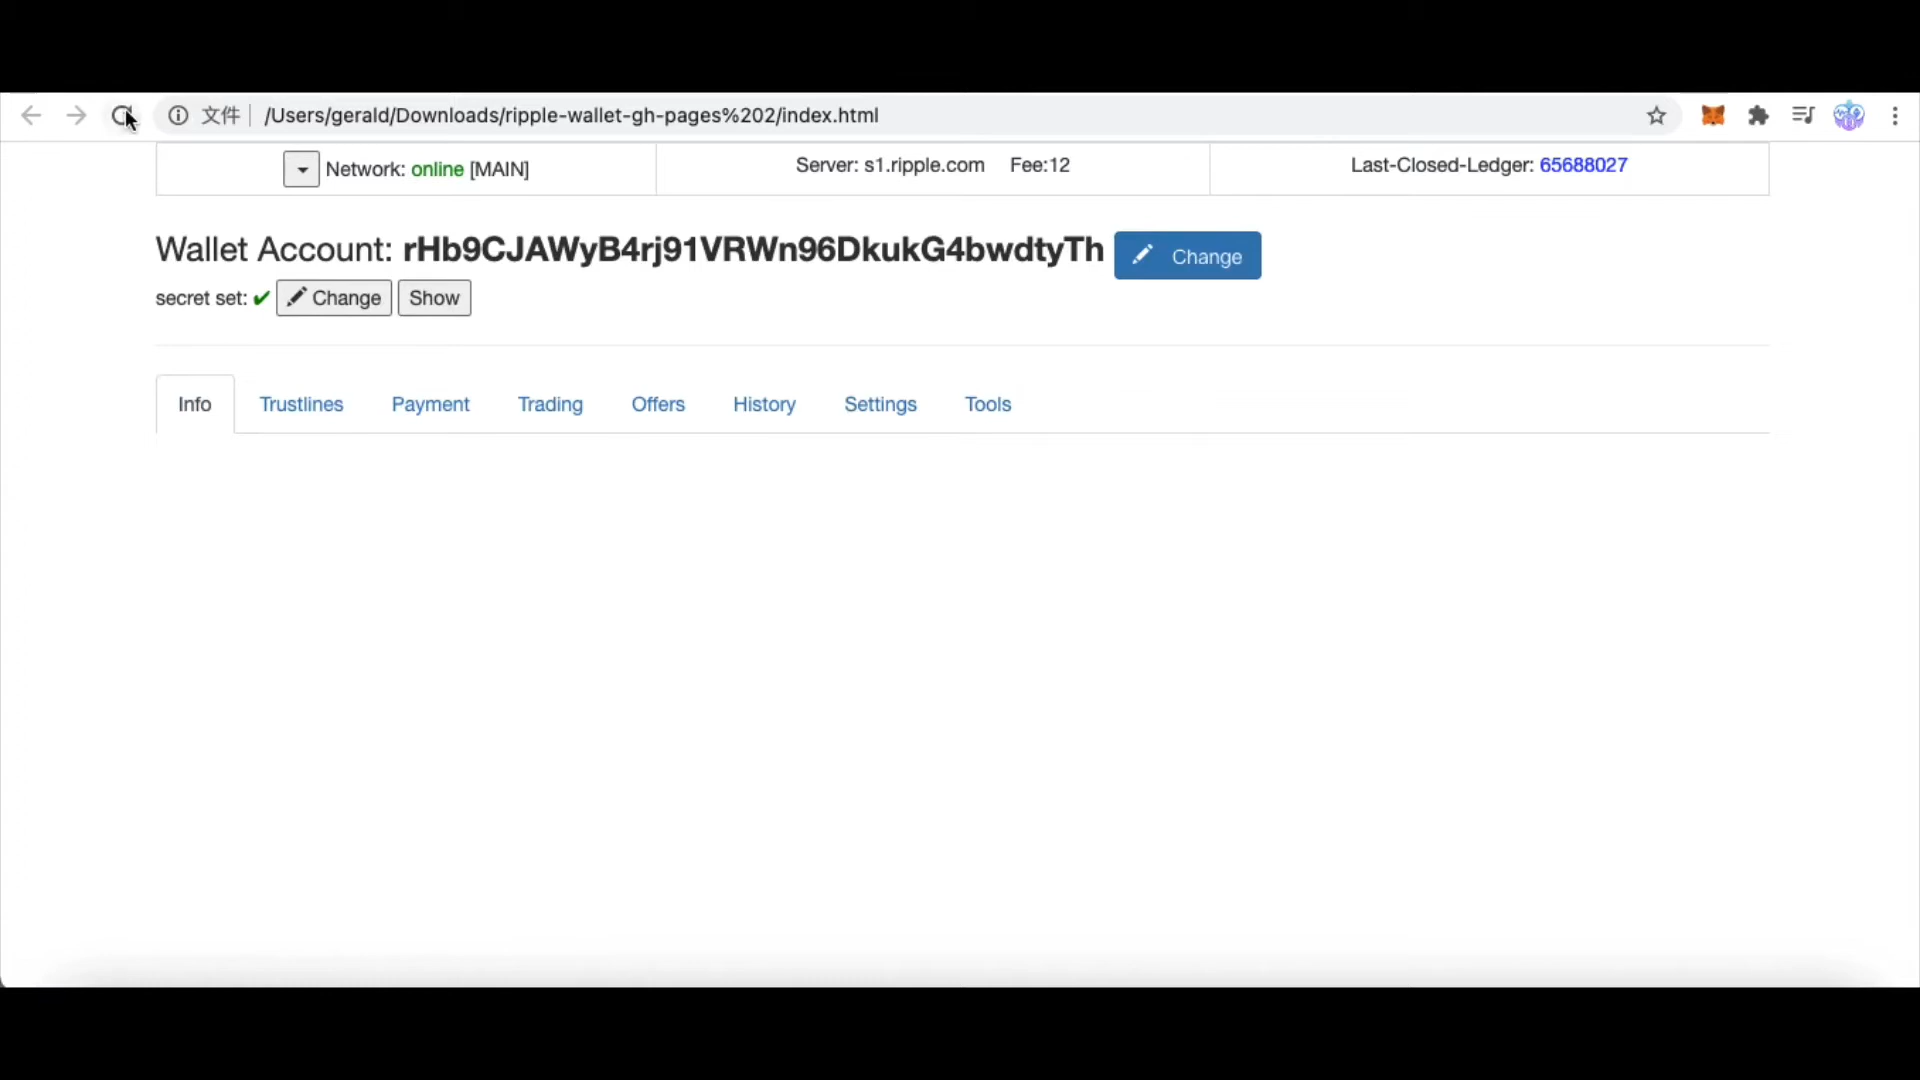 文件 /Users/gerald/Downloads/ripple-wallet-gh-pages%202/index.html
Network: online [MAIN] Server: s1.ripple.com Fee:12 Last-Closed-Ledger: 65688027
Wallet Account: rHb9CJAWyB4rj91VRWn96DkukG4bwdtyTh Change
secret set: ✔ Change Show
Info Trustlines Payment Trading Offers History Settings Tools